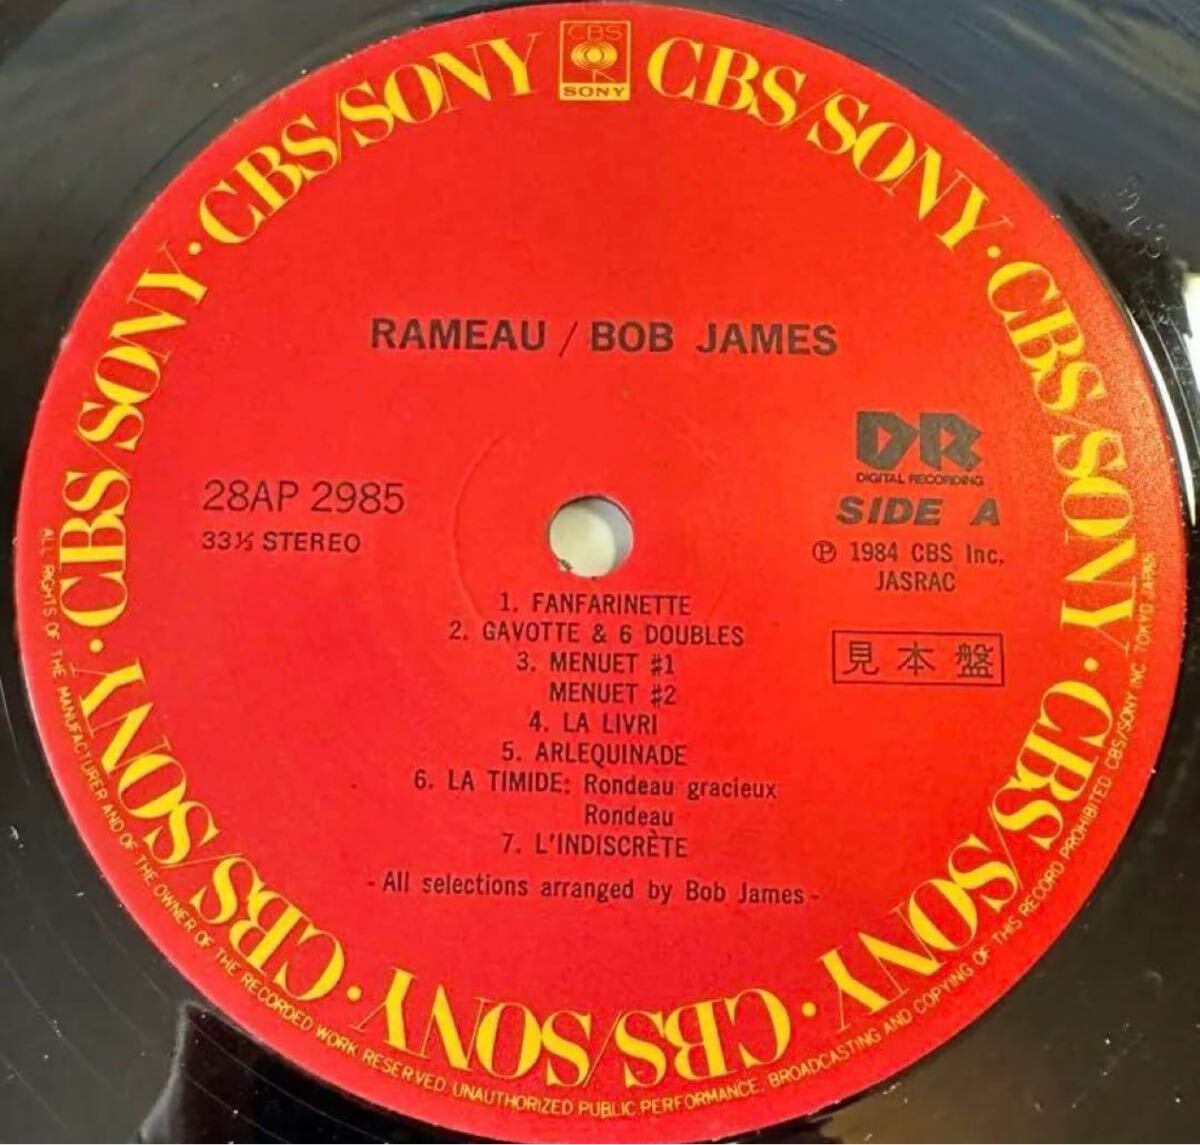 CBS
SONY
CBS/SONY · CBS/SONY · CBS/SONY · CBS/SONY · CBS/SONY · CBS/SONY · CBS/SONY · CBS/SONY
RAMEAU / BOB JAMES
DR
DIGITAL RECORDING
28AP 2985
SIDE A
33⅓ STEREO
Ⓟ 1984 CBS Inc.
JASRAC
見本盤
1. FANFARINETTE
2. GAVOTTE & 6 DOUBLES
3. MENUET #1
MENUET #2
4. LA LIVRI
5. ARLEQUINADE
6. LA TIMIDE: Rondeau gracieux
Rondeau
7. L'INDISCRÈTE
- All selections arranged by Bob James -
ALL RIGHTS OF THE MANUFACTURER AND OF THE OWNER OF THE RECORDED WORK RESERVED. UNAUTHORIZED PUBLIC PERFORMANCE, BROADCASTING AND COPYING OF THIS RECORD PROHIBITED CBS/SONY INC. TOKYO JAPAN